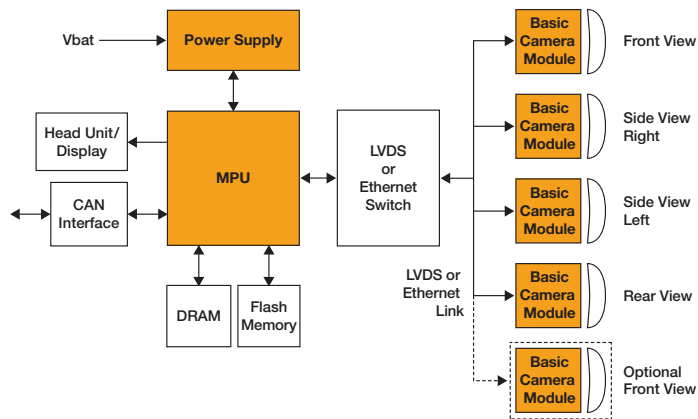 Vbat
Power Supply
Head Unit/
Display
MPU
CAN
Interface
DRAM
Flash
Memory
LVDS
or
Ethernet
Switch
LVDS or
Ethernet
Link
Basic
Camera
Module
Front View
Basic
Camera
Module
Side View
Right
Basic
Camera
Module
Side View
Left
Basic
Camera
Module
Rear View
Basic
Camera
Module
Optional
Front View